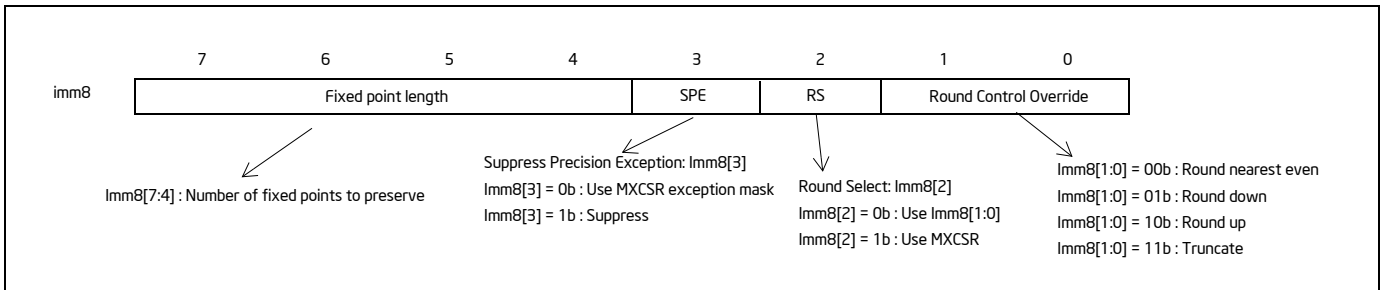 7 6 5 4 3 2 1 0
imm8 Fixed point length SPE RS Round Control Override
Imm8[7:4] : Number of fixed points to preserve
Suppress Precision Exception: Imm8[3]
Imm8[3] = 0b : Use MXCSR exception mask
Imm8[3] = 1b : Suppress
Round Select: Imm8[2]
Imm8[2] = 0b : Use Imm8[1:0]
Imm8[2] = 1b : Use MXCSR
Imm8[1:0] = 00b : Round nearest even
Imm8[1:0] = 01b : Round down
Imm8[1:0] = 10b : Round up
Imm8[1:0] = 11b : Truncate